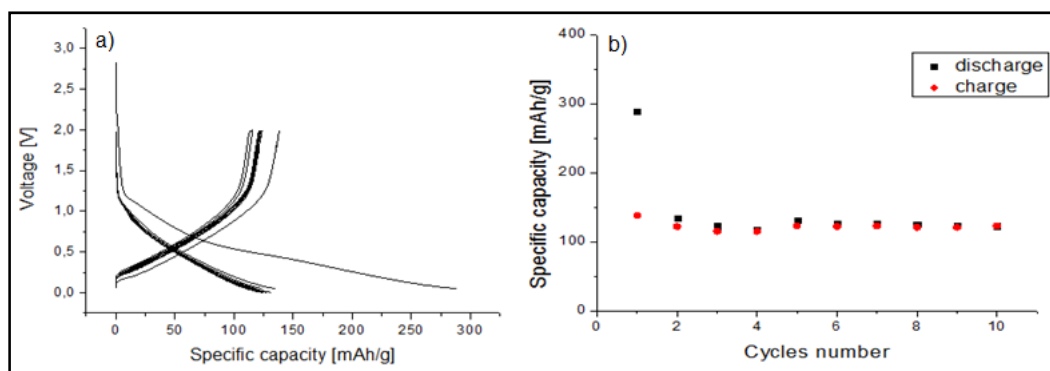 a)
3,0
2,5
2,0
1,5
1,0
0,5
0,0
Voltage [V]
0 50 100 150 200 250 300
Specific capacity [mAh/g]
b)
400
300
200
100
0
Specific capacity [mAh/g]
discharge
charge
0 2 4 6 8 10
Cycles number